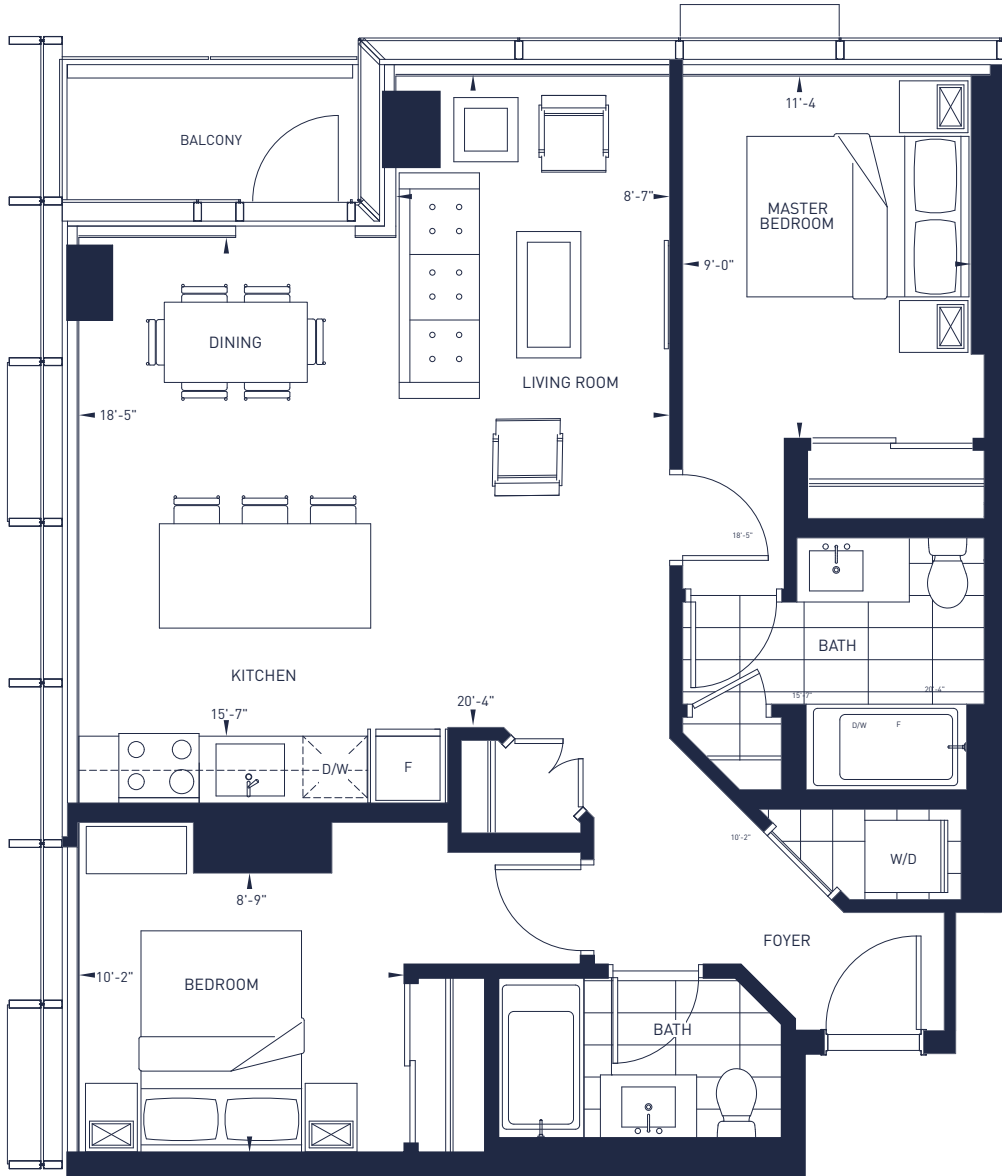 BALCONY
11'-4
8'-7"
MASTER
BEDROOM
9'-0"
DINING
LIVING ROOM
18'-5"
18'-5"
BATH
KITCHEN
20'-4"
15'-7"
20'-4"
15'-7"
D/W
F
D/W
F
10'-2"
W/D
8'-9"
FOYER
10'-2"
BEDROOM
BATH